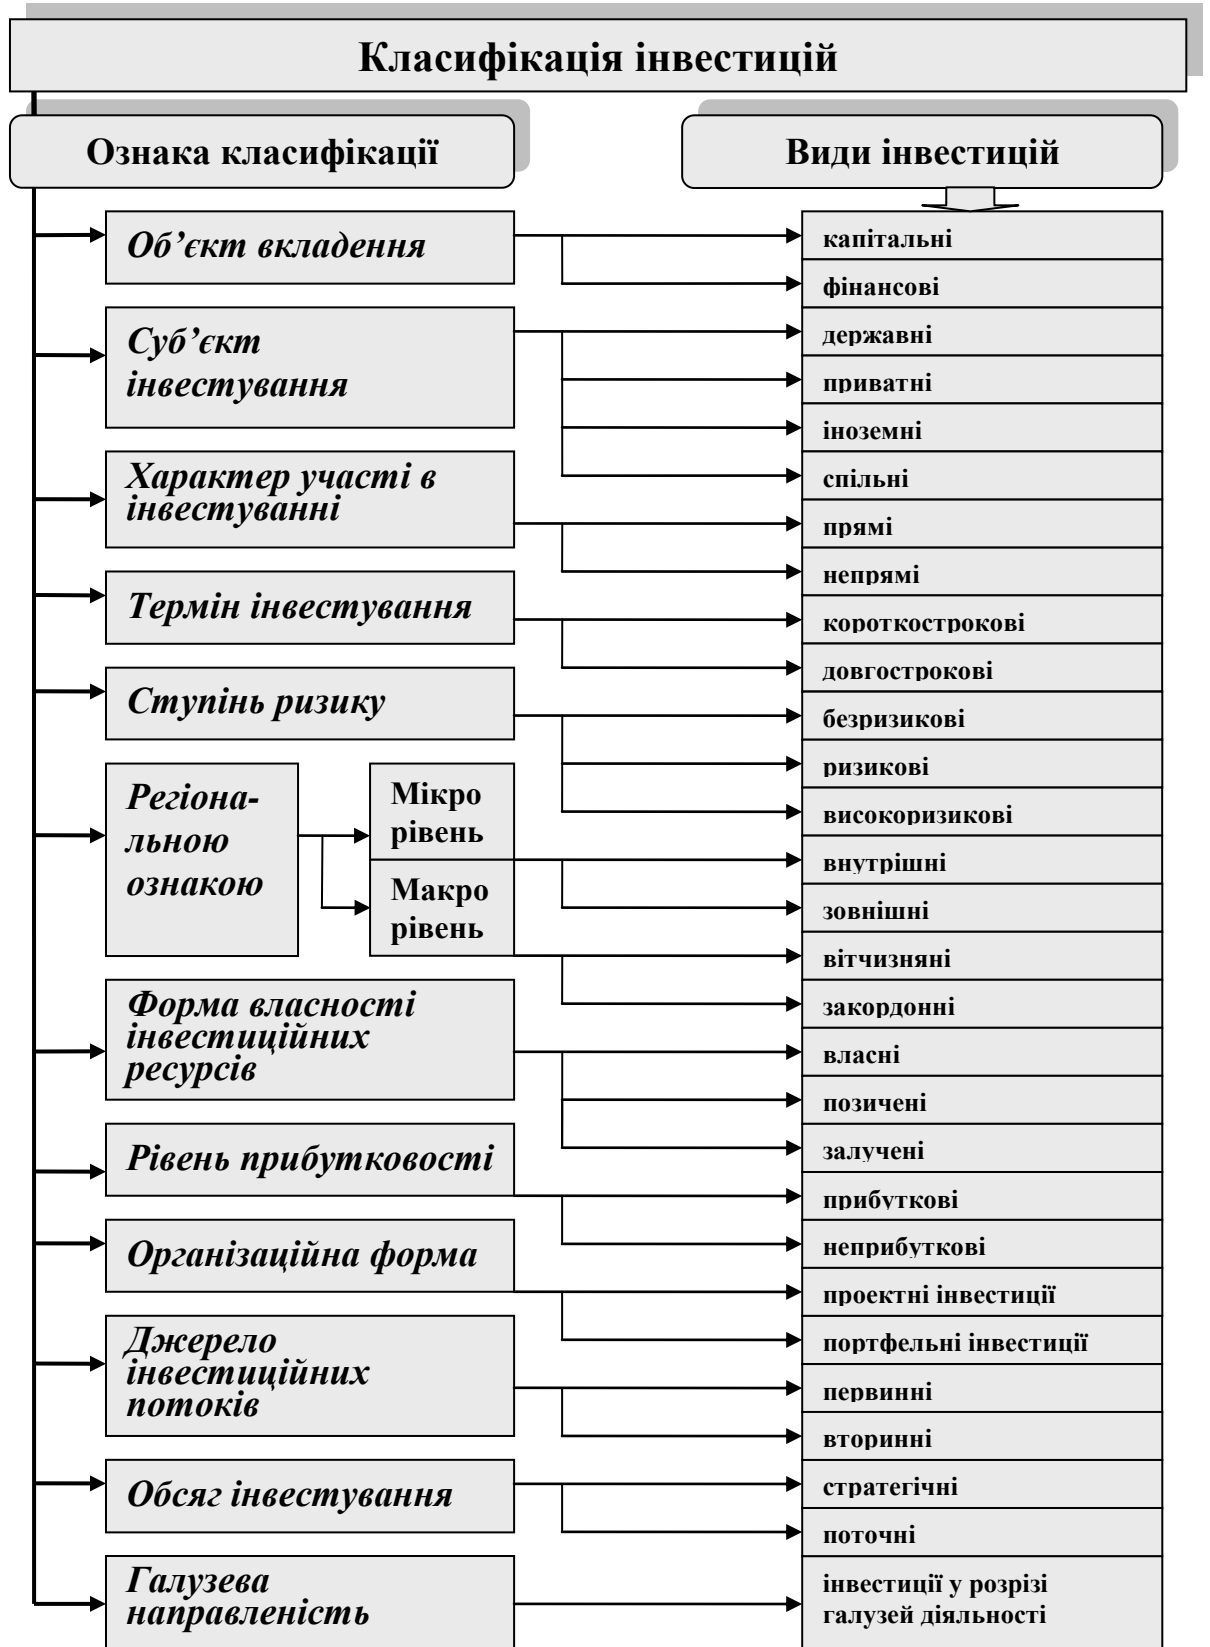 Класифікація інвестицій
Ознака класифікації
Види інвестицій
Об’єкт вкладення
капітальні
фінансові
Суб’єкт
інвестування
державні
приватні
іноземні
спільні
Характер участі в
інвестуванні
прямі
непрямі
Термін інвестування
короткострокові
довгострокові
Ступінь ризику
безризикові
ризикові
високоризикові
Регіона-
льною
ознакою
Мікро
рівень
Макро
рівень
внутрішні
зовнішні
вітчизняні
закордонні
Форма власності
інвестиційних
ресурсів
власні
позичені
залучені
Рівень прибутковості
прибуткові
неприбуткові
Організаційна форма
проектні інвестиції
портфельні інвестиції
Джерело
інвестиційних
потоків
первинні
вторинні
Обсяг інвестування
стратегічні
поточні
Галузева
направленість
інвестиції у розрізі
галузей діяльності